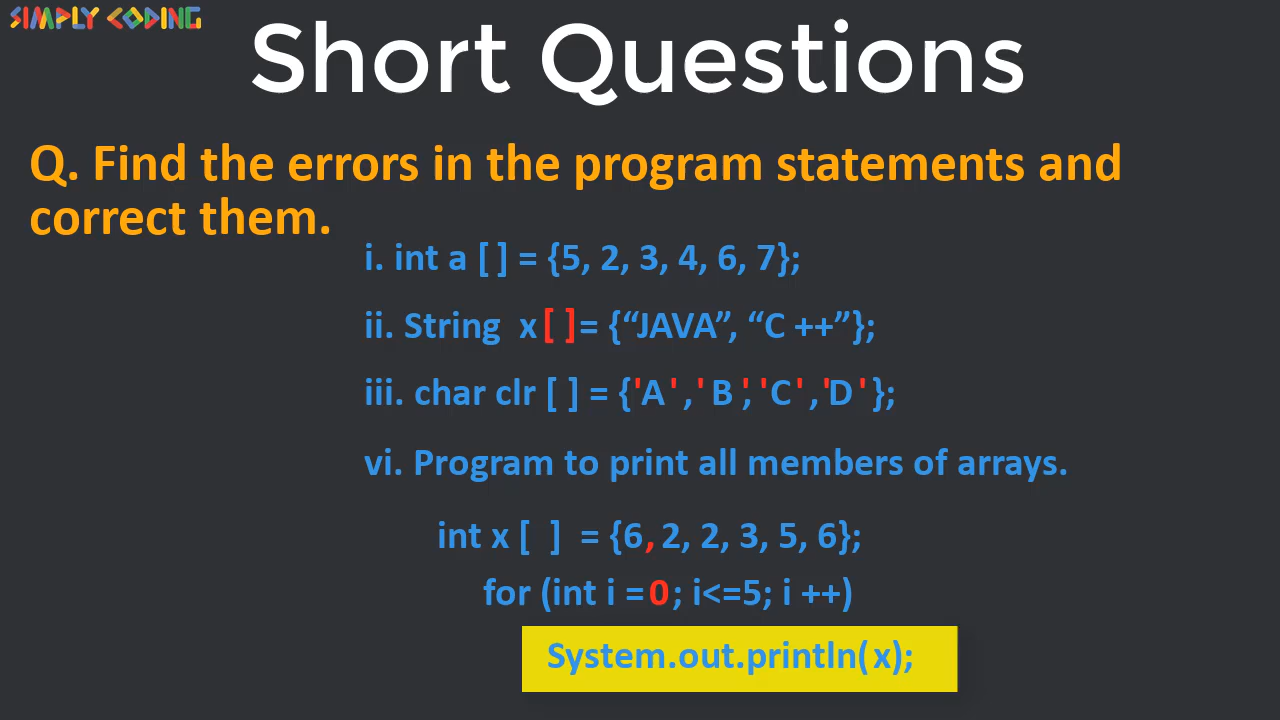 SIMPLY CODING
Short Questions
Q. Find the errors in the program statements and
correct them.
i. int a [ ] = {5, 2, 3, 4, 6, 7};
ii. String  x [ ] = {“JAVA”, “C ++”};
iii. char clr [ ] = {'A' ,' B ', 'C' ,'D' };
vi. Program to print all members of arrays.
int x [  ]  = {6 , 2, 2, 3, 5, 6};
for (int i = 0 ; i<=5; i ++)
System.out.println( x);